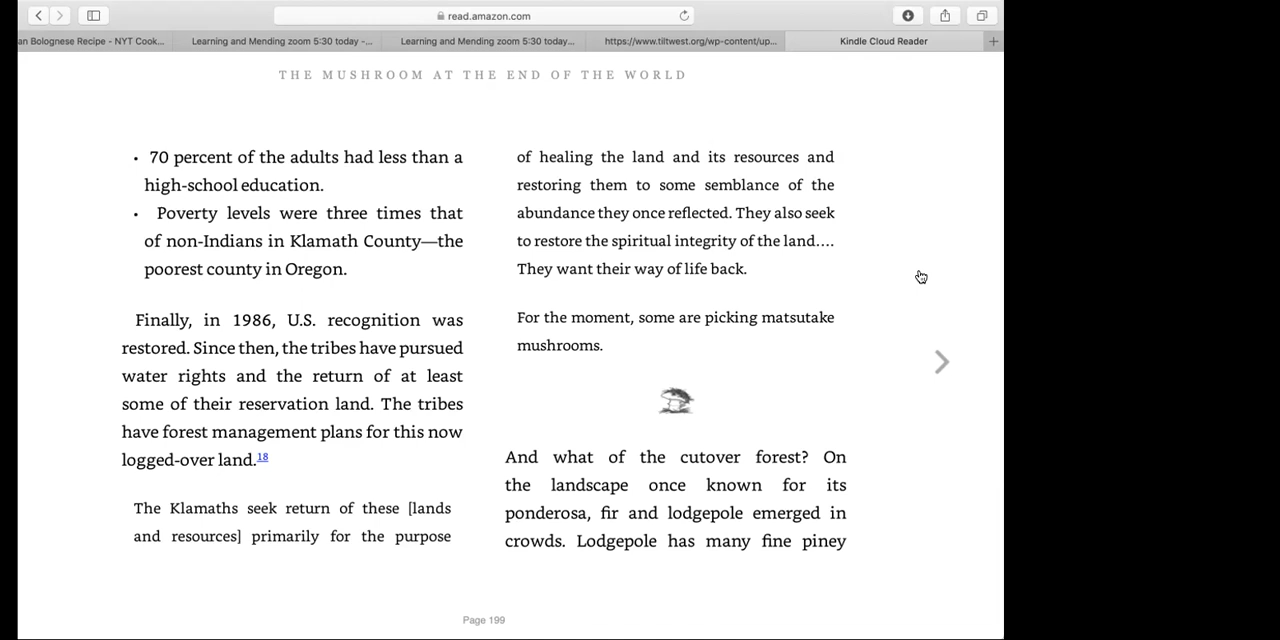 read.amazon.com
an Bolognese Recipe - NYT Cook...
Learning and Mending zoom 5:30 today -...
Learning and Mending zoom 5:30 today...
https://www.tiltwest.org/wp-content/up...
Kindle Cloud Reader
THE MUSHROOM AT THE END OF THE WORLD
• 70 percent of the adults had less than a
high-school education.
• Poverty levels were three times that
of non-Indians in Klamath County—the
poorest county in Oregon.
Finally, in 1986, U.S. recognition was
restored. Since then, the tribes have pursued
water rights and the return of at least
some of their reservation land. The tribes
have forest management plans for this now
logged-over land.18
The Klamaths seek return of these [lands
and resources] primarily for the purpose
of healing the land and its resources and
restoring them to some semblance of the
abundance they once reflected. They also seek
to restore the spiritual integrity of the land....
They want their way of life back.
For the moment, some are picking matsutake
mushrooms.
And what of the cutover forest? On
the landscape once known for its
ponderosa, fir and lodgepole emerged in
crowds. Lodgepole has many fine piney
Page 199